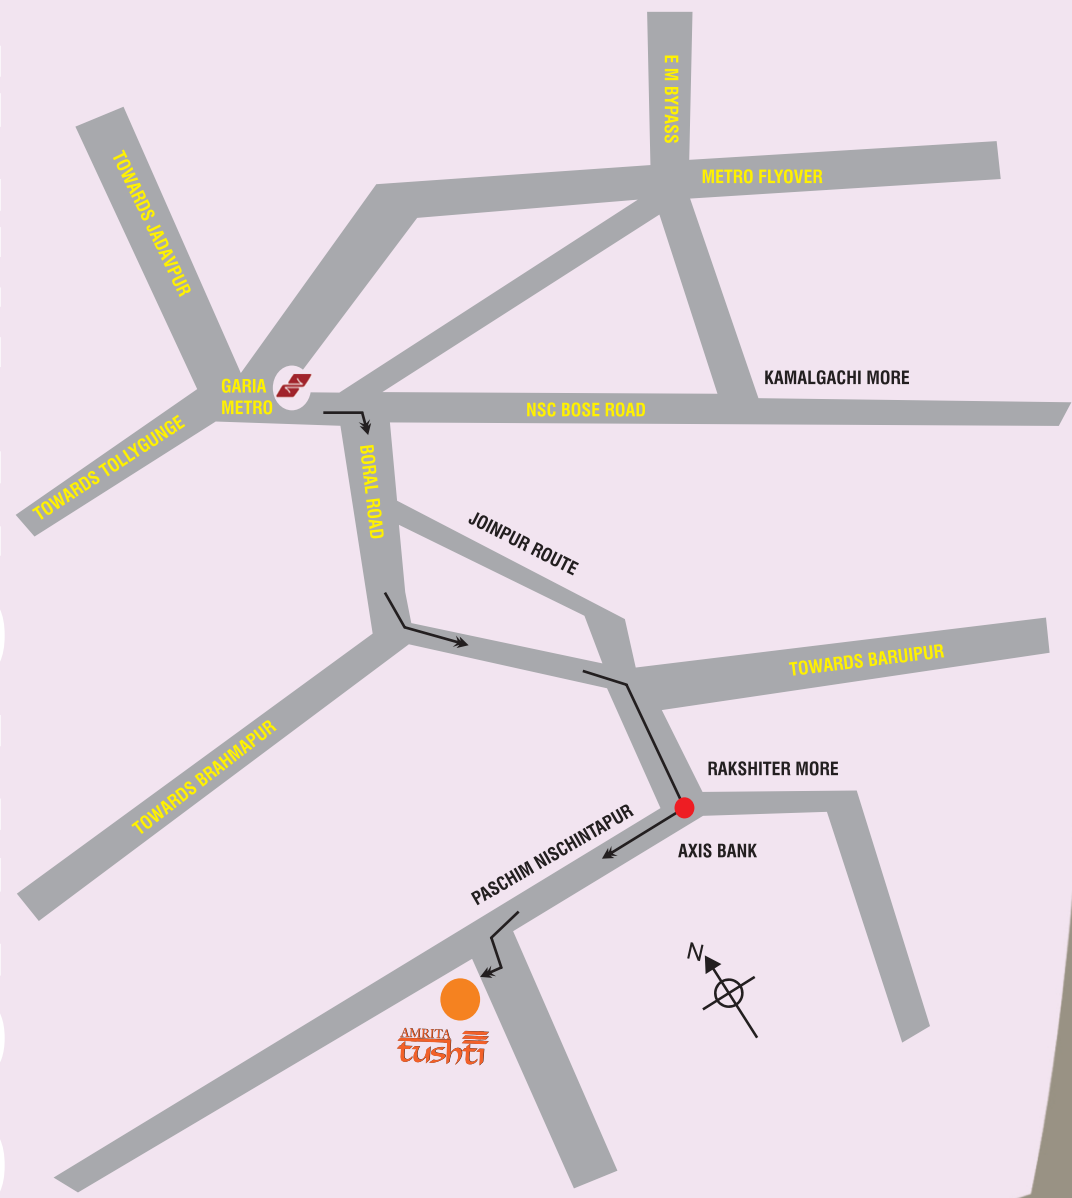 E M BYPASS
METRO FLYOVER
TOWARDS JADAVPUR
KAMALGACHI MORE
GARIA
METRO
NSC BOSE ROAD
TOWARDS TOLLYGUNGE
BORAL ROAD
JOINPUR ROUTE
TOWARDS BARUIPUR
TOWARDS BRAHMAPUR
RAKSHITER MORE
PASCHIM NISCHINTAPUR
AXIS BANK
N
AMRITA
tushti